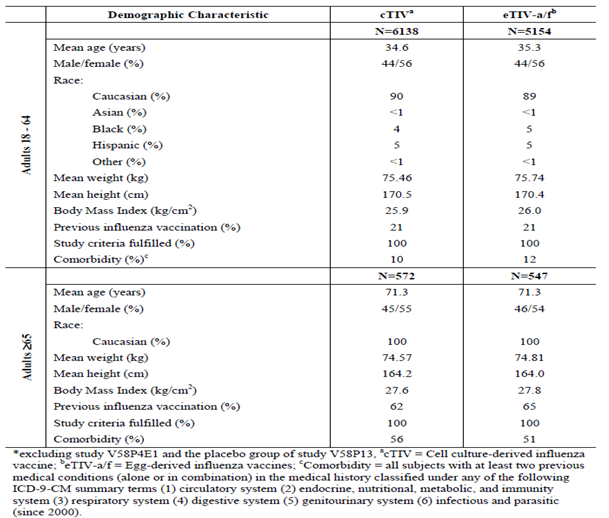 Demographic Characteristic cTIVa eTIV-a/fb
N=6138 N=5154
Adults 18 - 64
Mean age (years) 34.6 35.3
Male/female (%) 44/56 44/56
Race:
Caucasian (%) 90 89
Asian (%) <1 <1
Black (%) 4 5
Hispanic (%) 5 5
Other (%) <1 <1
Mean weight (kg) 75.46 75.74
Mean height (cm) 170.5 170.4
Body Mass Index (kg/cm2) 25.9 26.0
Previous influenza vaccination (%) 21 21
Study criteria fulfilled (%) 100 100
Comorbidity (%)c 10 12
N=572 N=547
Adults ≥65
Mean age (years) 71.3 71.3
Male/female (%) 45/55 46/54
Race:
Caucasian (%) 100 100
Mean weight (kg) 74.57 74.81
Mean height (cm) 164.2 164.0
Body Mass Index (kg/cm2) 27.6 27.8
Previous influenza vaccination (%) 62 65
Study criteria fulfilled (%) 100 100
Comorbidity (%) 56 51
*excluding study V58P4E1 and the placebo group of study V58P13, acTIV = Cell culture-derived influenza
vaccine; beTIV-a/f = Egg-derived influenza vaccines; cComorbidity = all subjects with at least two previous
medical conditions (alone or in combination) in the medical history classified under any of the following
ICD-9-CM summary terms (1) circulatory system (2) endocrine, nutritional, metabolic, and immunity
system (3) respiratory system (4) digestive system (5) genitourinary system (6) infectious and parasitic
(since 2000).